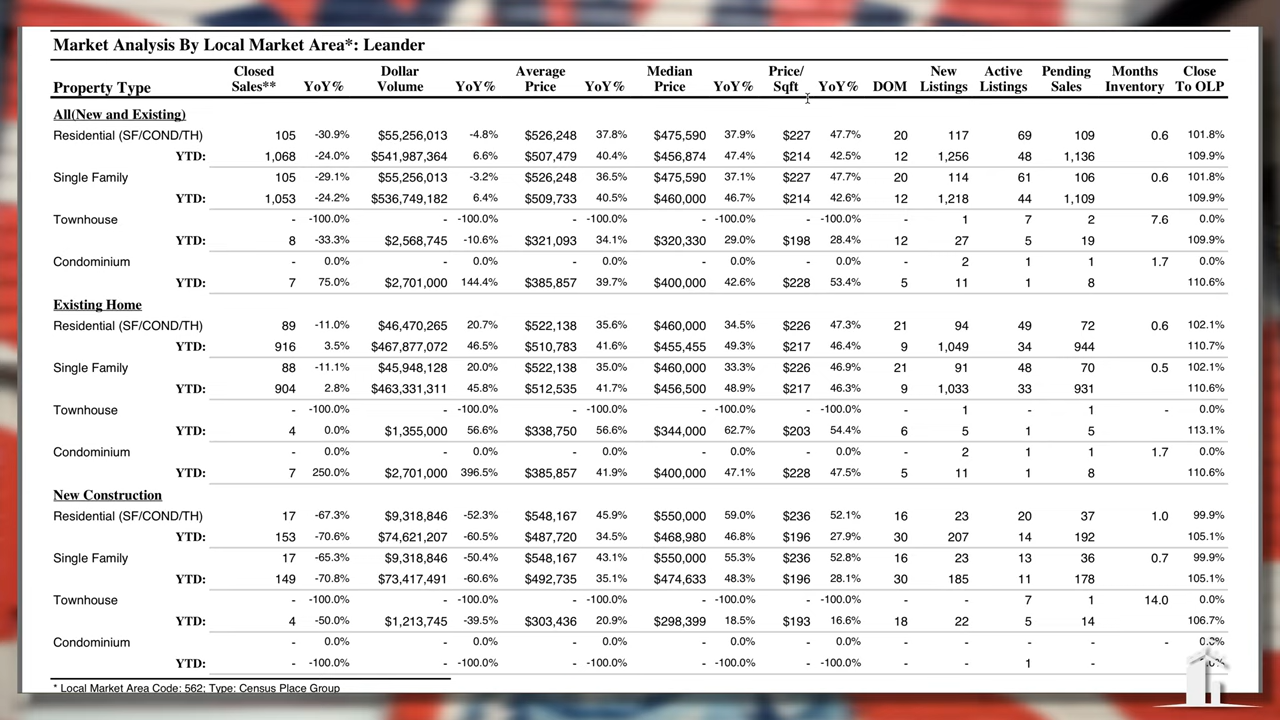 Market Analysis By Local Market Area*: Leander
Closed Dollar Average Median Price/ New Active Pending Months Close
Property Type Sales** YoY% Volume YoY% Price YoY% Price YoY% Sqft YoY% DOM Listings Listings Sales Inventory To OLP
All(New and Existing)
Residential (SF/COND/TH) 105 -30.9% $55,256,013 -4.8% $526,248 37.8% $475,590 37.9% $227 47.7% 20 117 69 109 0.6 101.8%
YTD: 1,068 -24.0% $541,987,364 6.6% $507,479 40.4% $456,874 47.4% $214 42.5% 12 1,256 48 1,136 109.9%
Single Family 105 -29.1% $55,256,013 -3.2% $526,248 36.5% $475,590 37.1% $227 47.7% 20 114 61 106 0.6 101.8%
YTD: 1,053 -24.2% $536,749,182 6.4% $509,733 40.5% $460,000 46.7% $214 42.6% 12 1,218 44 1,109 109.9%
Townhouse - -100.0% - -100.0% - -100.0% - -100.0% - -100.0% - 1 7 2 7.6 0.0%
YTD: 8 -33.3% $2,568,745 -10.6% $321,093 34.1% $320,330 29.0% $198 28.4% 12 27 5 19 109.9%
Condominium - 0.0% - 0.0% - 0.0% - 0.0% - 0.0% - 2 1 1 1.7 0.0%
YTD: 7 75.0% $2,701,000 144.4% $385,857 39.7% $400,000 42.6% $228 53.4% 5 11 1 8 110.6%
Existing Home
Residential (SF/COND/TH) 89 -11.0% $46,470,265 20.7% $522,138 35.6% $460,000 34.5% $226 47.3% 21 94 49 72 0.6 102.1%
YTD: 916 3.5% $467,877,072 46.5% $510,783 41.6% $455,455 49.3% $217 46.4% 9 1,049 34 944 110.7%
Single Family 88 -11.1% $45,948,128 20.0% $522,138 35.0% $460,000 33.3% $226 46.9% 21 91 48 70 0.5 102.1%
YTD: 904 2.8% $463,331,311 45.8% $512,535 41.7% $456,500 48.9% $217 46.3% 9 1,033 33 931 110.6%
Townhouse - -100.0% - -100.0% - -100.0% - -100.0% - -100.0% - 1 - 1 - 0.0%
YTD: 4 0.0% $1,355,000 56.6% $338,750 56.6% $344,000 62.7% $203 54.4% 6 5 1 5 113.1%
Condominium - 0.0% - 0.0% - 0.0% - 0.0% - 0.0% - 2 1 1 1.7 0.0%
YTD: 7 250.0% $2,701,000 396.5% $385,857 41.9% $400,000 47.1% $228 47.5% 5 11 1 8 110.6%
New Construction
Residential (SF/COND/TH) 17 -67.3% $9,318,846 -52.3% $548,167 45.9% $550,000 59.0% $236 52.1% 16 23 20 37 1.0 99.9%
YTD: 153 -70.6% $74,621,207 -60.5% $487,720 34.5% $468,980 46.8% $196 27.9% 30 207 14 192 105.1%
Single Family 17 -65.3% $9,318,846 -50.4% $548,167 43.1% $550,000 55.3% $236 52.8% 16 23 13 36 0.7 99.9%
YTD: 149 -70.8% $73,417,491 -60.6% $492,735 35.1% $474,633 48.3% $196 28.1% 30 185 11 178 105.1%
Townhouse - -100.0% - -100.0% - -100.0% - -100.0% - -100.0% - - 7 1 14.0 0.0%
YTD: 4 -50.0% $1,213,745 -39.5% $303,436 20.9% $298,399 18.5% $193 16.6% 18 22 5 14 106.7%
Condominium - 0.0% - 0.0% - 0.0% - 0.0% - 0.0% - - - - -
YTD: - -100.0% - -100.0% - -100.0% - -100.0% - -100.0% - - 1 -
* Local Market Area Code: 562; Type: Census Place Group